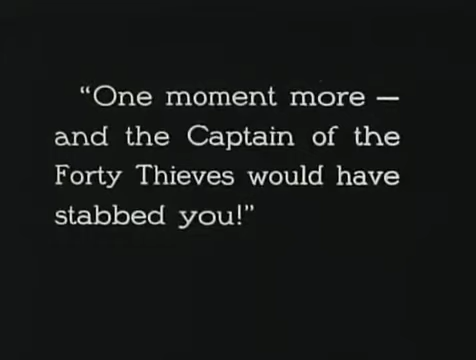 “One moment more —
and the Captain of the
Forty Thieves would have
stabbed you!”